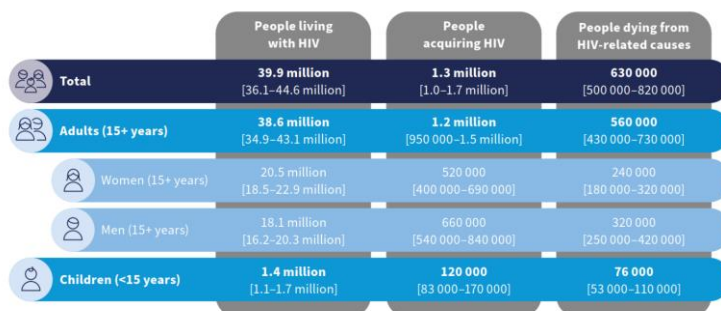 People living
with HIV
People
acquiring HIV
People dying from
HIV-related causes
Total
39.9 million
[36.1–44.6 million]
1.3 million
[1.0–1.7 million]
630 000
[500 000–820 000]
Adults (15+ years)
38.6 million
[34.9–43.1 million]
1.2 million
[950 000–1.5 million]
560 000
[430 000–730 000]
Women (15+ years)
20.5 million
[18.5–22.9 million]
520 000
[400 000–690 000]
240 000
[180 000–320 000]
Men (15+ years)
18.1 million
[16.2–20.3 million]
660 000
[540 000–840 000]
320 000
[250 000–420 000]
Children (<15 years)
1.4 million
[1.1–1.7 million]
120 000
[83 000–170 000]
76 000
[53 000–110 000]